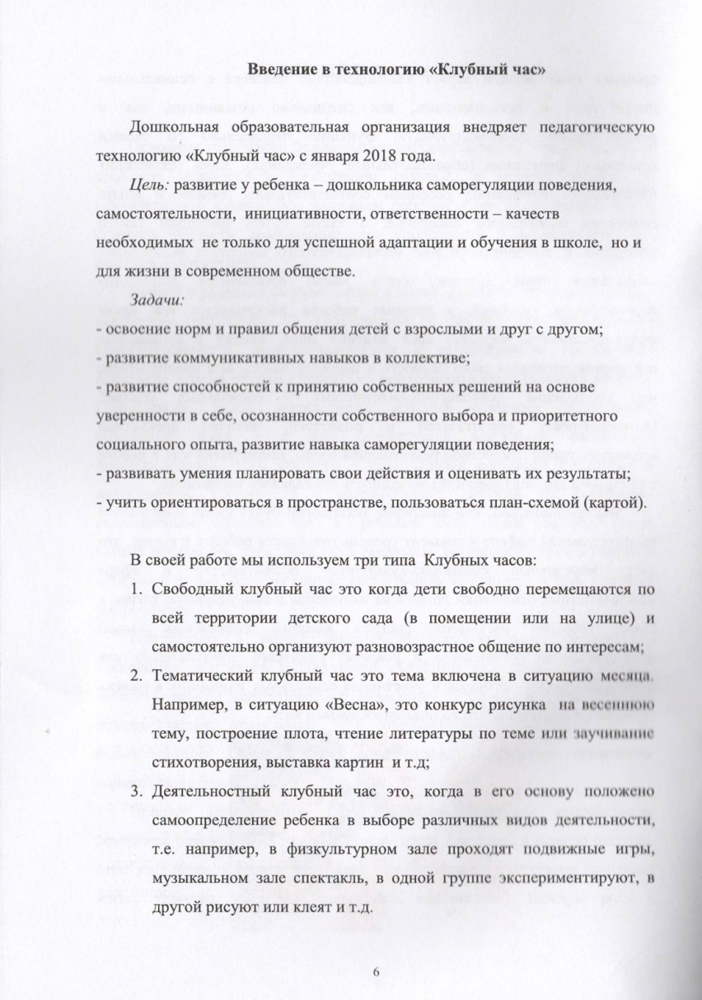 Введение в технологию «Клубный час»
Дошкольная образовательная организация внедряет педагогическую
технологию «Клубный час» с января 2018 года.
Цель: развитие у ребенка – дошкольника саморегуляции поведения,
самостоятельности, инициативности, ответственности – качеств
необходимых не только для успешной адаптации и обучения в школе, но и
для жизни в современном обществе.
Задачи:
- освоение норм и правил общения детей с взрослыми и друг с другом;
- развитие коммуникативных навыков в коллективе;
- развитие способностей к принятию собственных решений на основе
уверенности в себе, осознанности собственного выбора и приоритетного
социального опыта, развитие навыка саморегуляции поведения;
- развивать умения планировать свои действия и оценивать их результаты;
- учить ориентироваться в пространстве, пользоваться план-схемой (картой).
В своей работе мы используем три типа Клубных часов:
1. Свободный клубный час это когда дети свободно перемещаются по
всей территории детского сада (в помещении или на улице) и
самостоятельно организуют разновозрастное общение по интересам;
2. Тематический клубный час это тема включена в ситуацию месяца.
Например, в ситуацию «Весна», это конкурс рисунка на весеннюю
тему, построение плота, чтение литературы по теме или заучивание
стихотворения, выставка картин и т.д;
3. Деятельностный клубный час это, когда в его основу положено
самоопределение ребенка в выборе различных видов деятельности,
т.е. например, в физкультурном зале проходят подвижные игры,
музыкальном зале спектакль, в одной группе экспериментируют, в
другой рисуют или клеят и т.д.
6